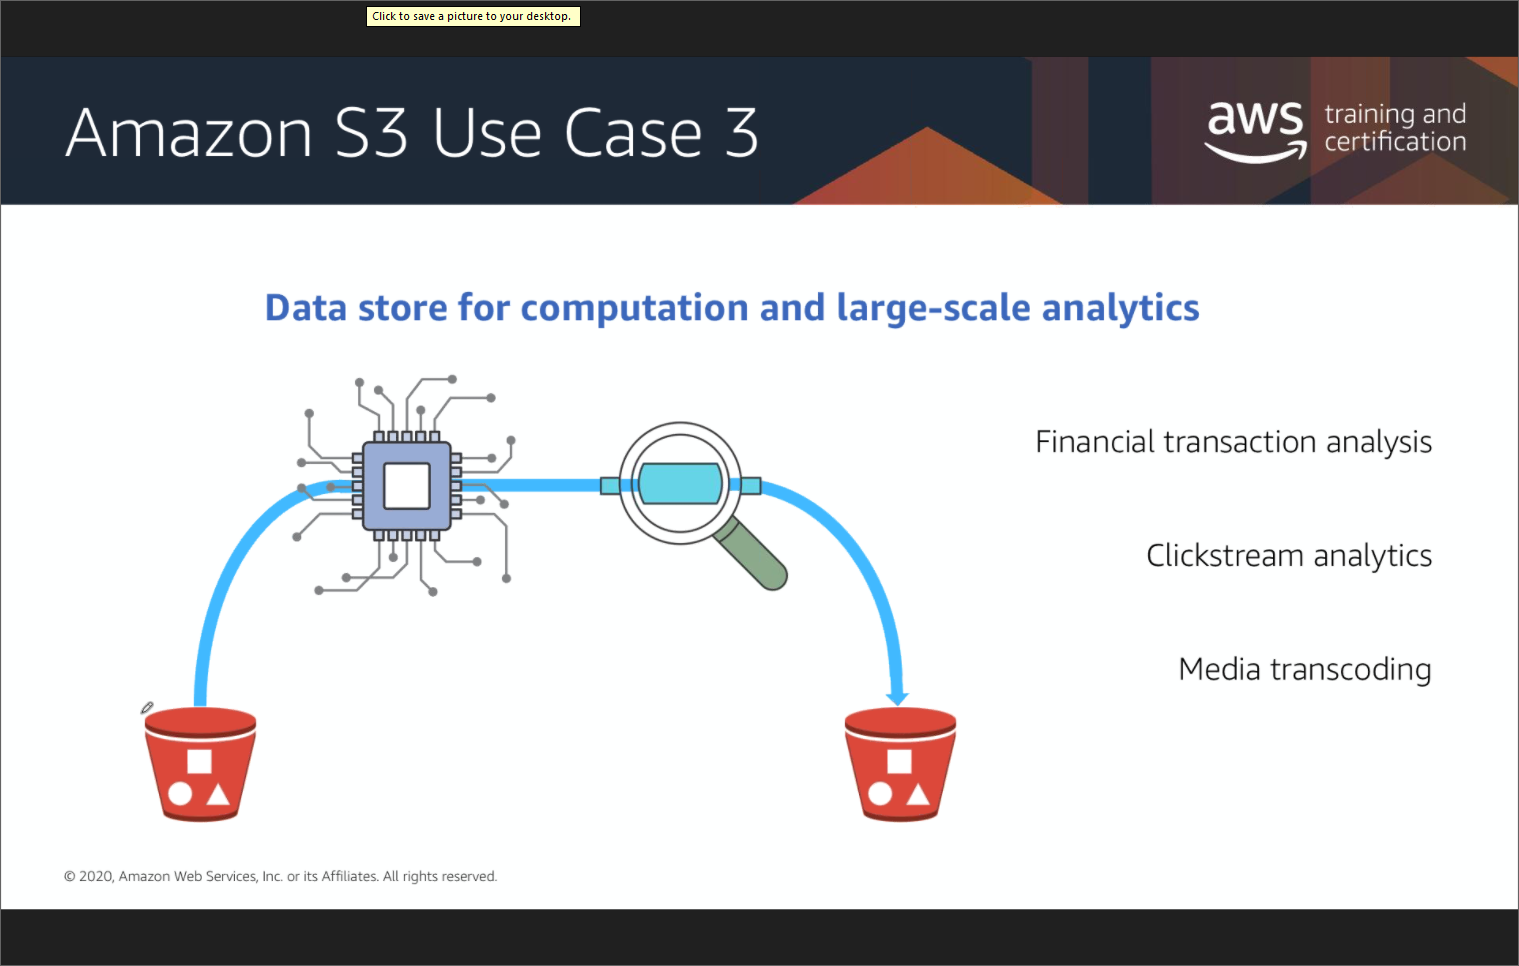 Click to save a picture to your desktop.
Amazon S3 Use Case 3
aws
training and
certification
Data store for computation and large-scale analytics
Financial transaction analysis
Clickstream analytics
Media transcoding
© 2020, Amazon Web Services, Inc. or its Affiliates. All rights reserved.